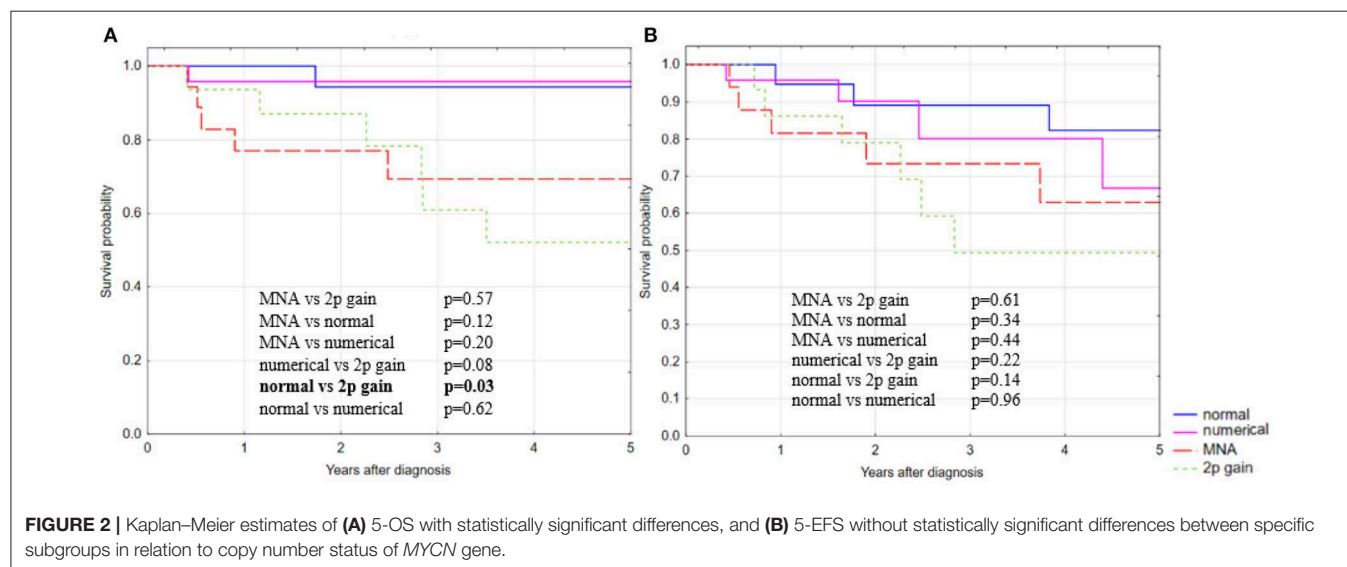 A
Survival probability
1.0
0.8
0.6
0.4
0.2
0.0
MNA vs 2p gain p=0.57
MNA vs normal p=0.12
MNA vs numerical p=0.20
numerical vs 2p gain p=0.08
normal vs 2p gain p=0.03
normal vs numerical p=0.62
0 1 2 3 4 5
Years after diagnosis
B
Survival probability
1.0
0.9
0.8
0.7
0.6
0.5
0.4
0.3
0.2
0.1
0.0
MNA vs 2p gain p=0.61
MNA vs normal p=0.34
MNA vs numerical p=0.44
numerical vs 2p gain p=0.22
normal vs 2p gain p=0.14
normal vs numerical p=0.96
0 1 2 3 4 5
Years after diagnosis
normal
numerical
MNA
2p gain
FIGURE 2 | Kaplan–Meier estimates of (A) 5-OS with statistically significant differences, and (B) 5-EFS without statistically significant differences between specific
subgroups in relation to copy number status of MYCN gene.